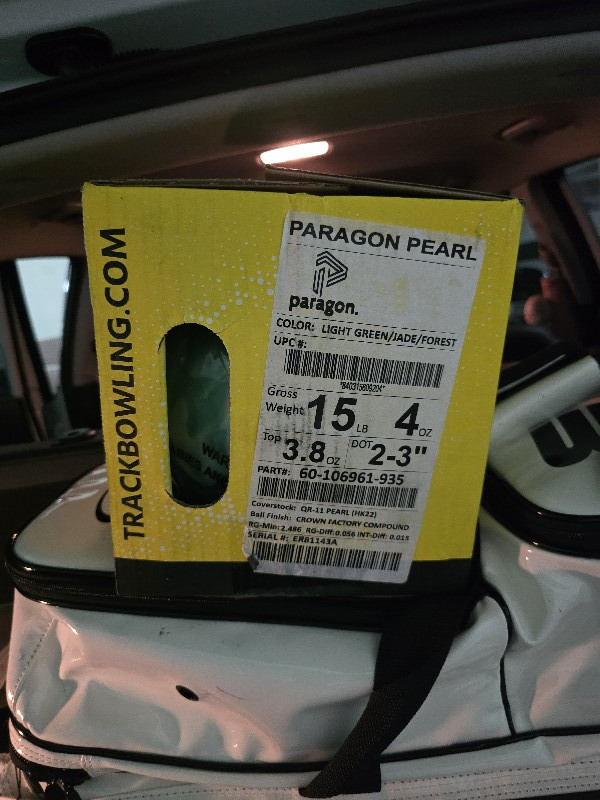 TRACKBOWLING.COM
PARAGON PEARL
paragon.
COLOR: LIGHT GREEN/JADE/FOREST
UPC #:
Gross Weight 15 LB 4 OZ
Top 3.8 OZ DOT 2-3"
PART#: 60-106961-935
Coverstock: QR-11 PEARL (HK22)
Ball Finish: CROWN FACTORY COMPOUND
RG-Min: 2.486 RG-Diff: 0.056 INT-Diff: 0.015
SERIAL #: ERB1143A